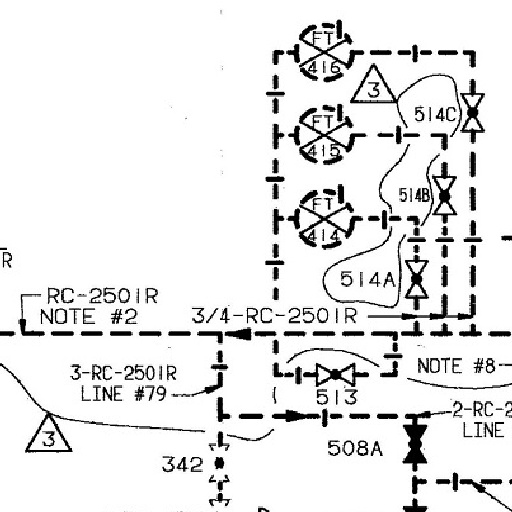 FT
416
3
514C
FT
415
514B
FT
414
514A
R
RC-2501R
NOTE #2
3/4-RC-2501R
3-RC-2501R
LINE #79
NOTE #8
513
2-RC-2
LINE
3
508A
342